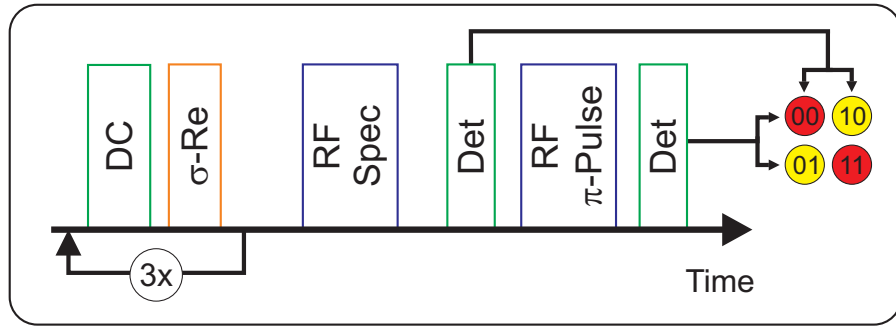 DC
σ-Re
RF
Spec
Det
RF
π-Pulse
Det
00 10
01 11
3x
Time